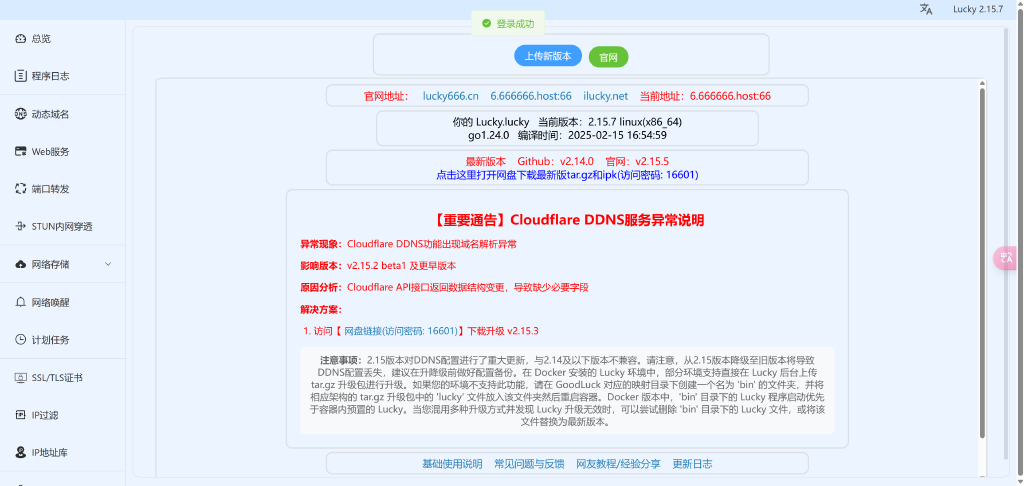 Lucky 2.15.7
登录成功
总览
程序日志
动态域名
Web服务
端口转发
STUN内网穿透
网络存储
网络唤醒
计划任务
SSL/TLS证书
IP过滤
IP地址库
上传新版本 官网
官网地址： lucky666.cn 6.666666.host:66 ilucky.net 当前地址：6.666666.host:66
你的 Lucky.lucky 当前版本：2.15.7 linux(x86_64)
go1.24.0 编译时间：2025-02-15 16:54:59
最新版本 Github：v2.14.0 官网：v2.15.5
点击这里打开网盘下载最新版tar.gz和ipk(访问密码: 16601)
【重要通告】Cloudflare DDNS服务异常说明
异常现象：Cloudflare DDNS功能出现域名解析异常
影响版本：v2.15.2 beta1 及更早版本
原因分析：Cloudflare API接口返回数据结构变更，导致缺少必要字段
解决方案：
1. 访问【 网盘链接(访问密码: 16601)】下载升级 v2.15.3
注意事项：2.15版本对DDNS配置进行了重大更新，与2.14及以下版本不兼容。请注意，从2.15版本降级至旧版本将导致
DDNS配置丢失，建议在升降级前做好配置备份。在 Docker 安装的 Lucky 环境中，部分环境支持直接在 Lucky 后台上传
tar.gz 升级包进行升级。如果您的环境不支持此功能，请在 GoodLuck 对应的映射目录下创建一个名为 'bin' 的文件夹，并将
相应架构的 tar.gz 升级包中的 'lucky' 文件放入该文件夹然后重启容器。Docker 版本中，'bin' 目录下的 Lucky 程序启动优先
于容器内预置的 Lucky。当您混用多种升级方式并发现 Lucky 升级无效时，可以尝试删除 'bin' 目录下的 Lucky 文件，或将该
文件替换为最新版本。
基础使用说明 常见问题与反馈 网友教程/经验分享 更新日志